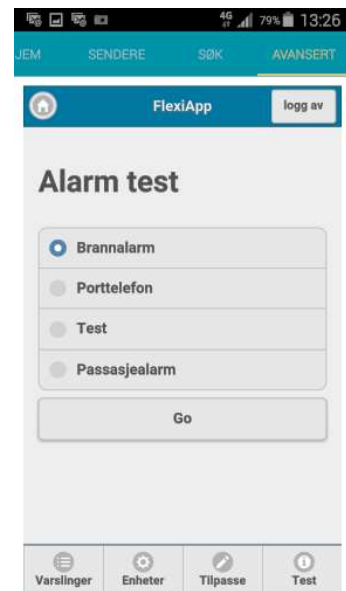 4G 79% 13:26
JEM SENDERE SØK AVANSERT
FlexiApp logg av
Alarm test
Brannalarm
Porttelefon
Test
Passasjealarm
Go
Varslinger Enheter Tilpasse Test